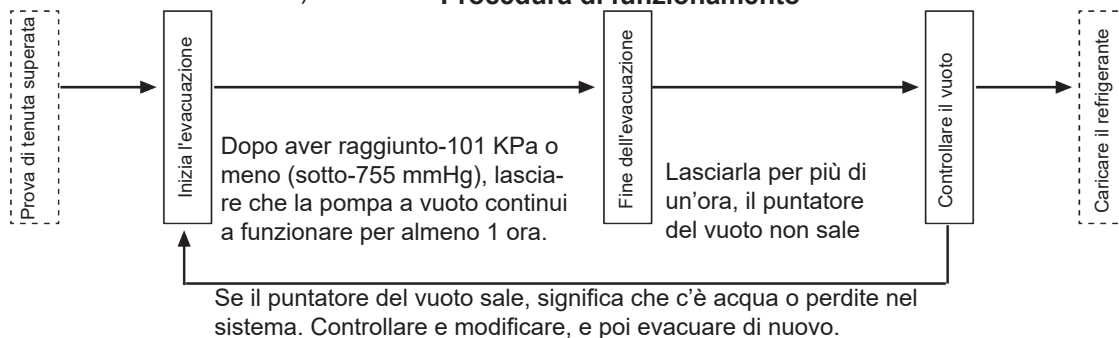 Procedura di funzionamento
Prova di tenuta superata
Inizia l'evacuazione
Dopo aver raggiunto-101 KPa o
meno (sotto-755 mmHg), lascia-
re che la pompa a vuoto continui
a funzionare per almeno 1 ora.
Fine dell'evacuazione
Lasciarla per più di
un'ora, il puntatore
del vuoto non sale
Controllare il vuoto
Caricare il refrigerante
Se il puntatore del vuoto sale, significa che c'è acqua o perdite nel
sistema. Controllare e modificare, e poi evacuare di nuovo.